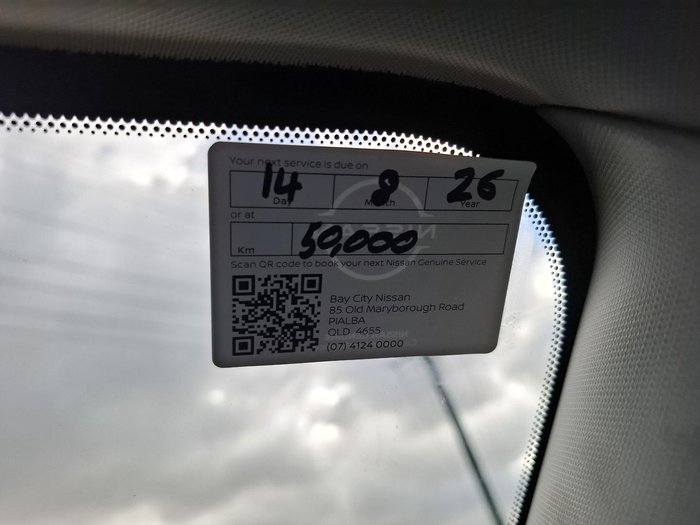 Your next service is due on
14 8 26
Day Month Year
or at
Km 50,000
Scan QR code to book your next Nissan Genuine Service
Bay City Nissan
85 Old Maryborough Road
PIALBA
QLD 4655
(07) 4124 0000